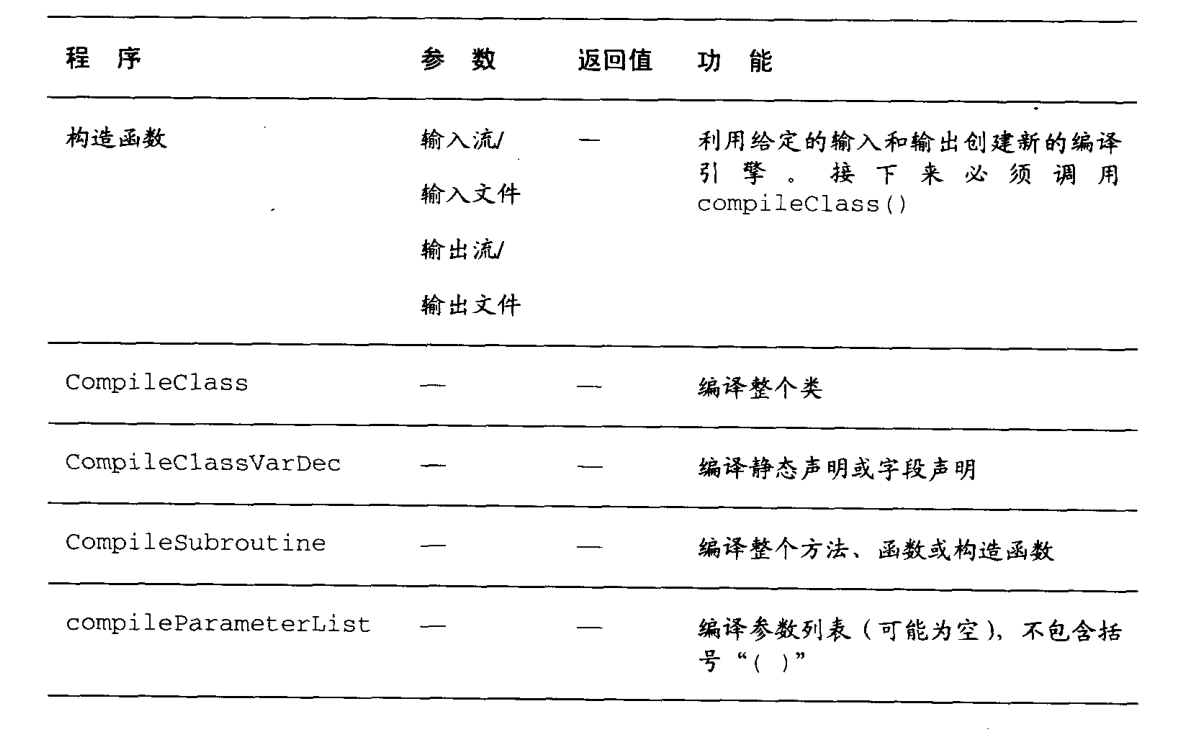 程 序 参 数 返回值 功 能
构造函数 输入流/ — 利用给定的输入和输出创建新的编译
引擎。接下来必须调用
输入文件
compileClass()
输出流/
输出文件
CompileClass — — 编译整个类
CompileClassVarDec — — 编译静态声明或字段声明
CompileSubroutine — — 编译整个方法、函数或构造函数
compileParameterList — — 编译参数列表(可能为空),不包含括
号“( )”